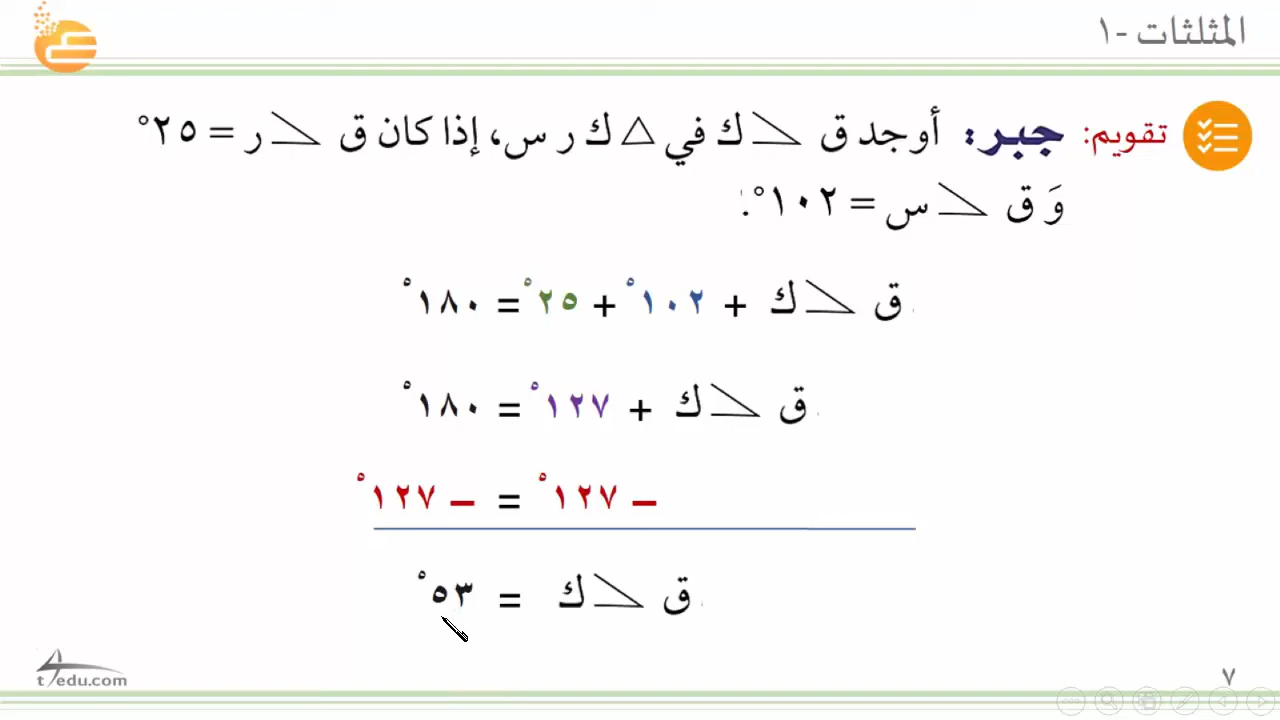 المثلثات -١
تقويم: جبر: أوجد ق ∠ ك في △ ك ر س، إذا كان ق ∠ ر = ٢٥°
وَ ق ∠ س = ١٠٢°.
ق ∠ ك + ١٠٢° + ٢٥° = ١٨٠°
ق ∠ ك + ١٢٧° = ١٨٠°
– ١٢٧° = – ١٢٧°
ق ∠ ك = ٥٣°
t4edu.com
٧